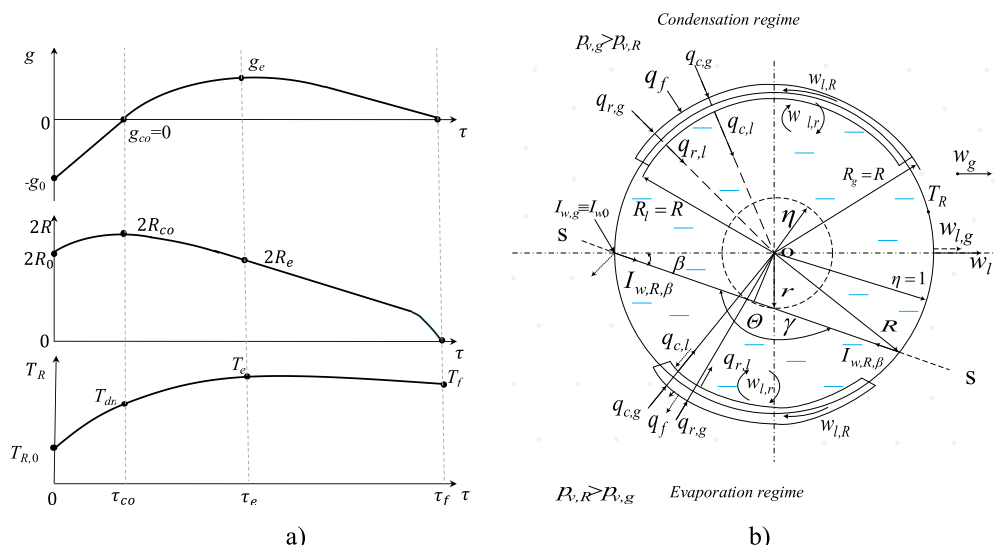 g
g_e
0
g_co=0
τ
-g_0
2R
2R_co
2R_0
2R_e
0
τ
T_R
T_e
T_f
T_dp
T_R,0
0
τ_co
τ_e
τ_f
τ
a)
Condensation regime
p_v,g>p_v,R
q_c,g
q_f
q_r,g
q_r,l
q_c,l
w_l,R
w_l,r
w_g
R_l = R
R_g = R
T_R
η
I_w,g≡I_w0
S
o
w_l,g
w_l
β
I_w,R,β
r
η = 1
Θ
γ
R
q_c,l
q_r,l
I_w,R,β
S
w_l,r
q_c,g
q_f
q_r,g
w_l,R
p_v,R>p_v,g
Evaporation regime
b)